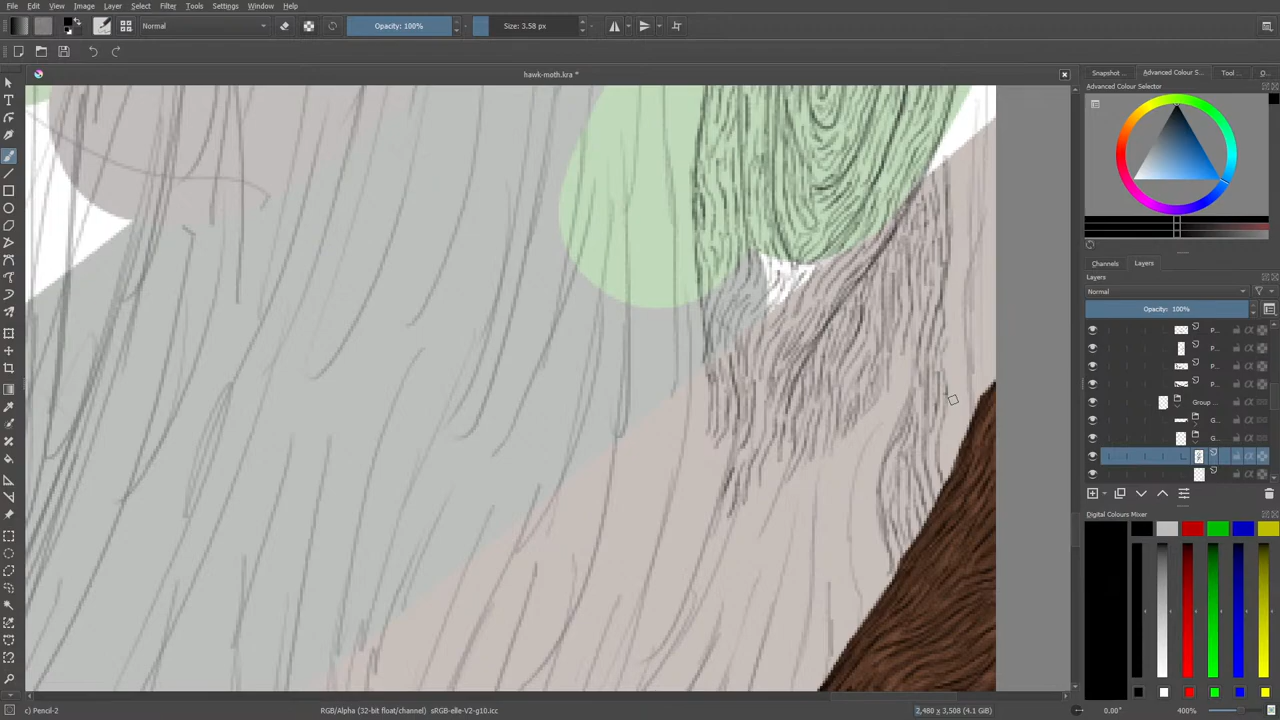 File Edit View Image Layer Select Filter Tools Settings Window Help
Normal Opacity: 100% Size: 3.58 px
hawk-moth.kra *
Snapshot ... Advanced Colour S... Tool ... O...
Advanced Colour Selector
Channels Layers
Layers
Normal
Opacity: 100%
P...
P...
P...
P...
Group ...
G...
G...
Digital Colours Mixer
c) Pencil-2 RGB/Alpha (32-bit float/channel) sRGB-elle-V2-g10.icc 2,480 x 3,508 (4.1 GiB) 0.00° 400%